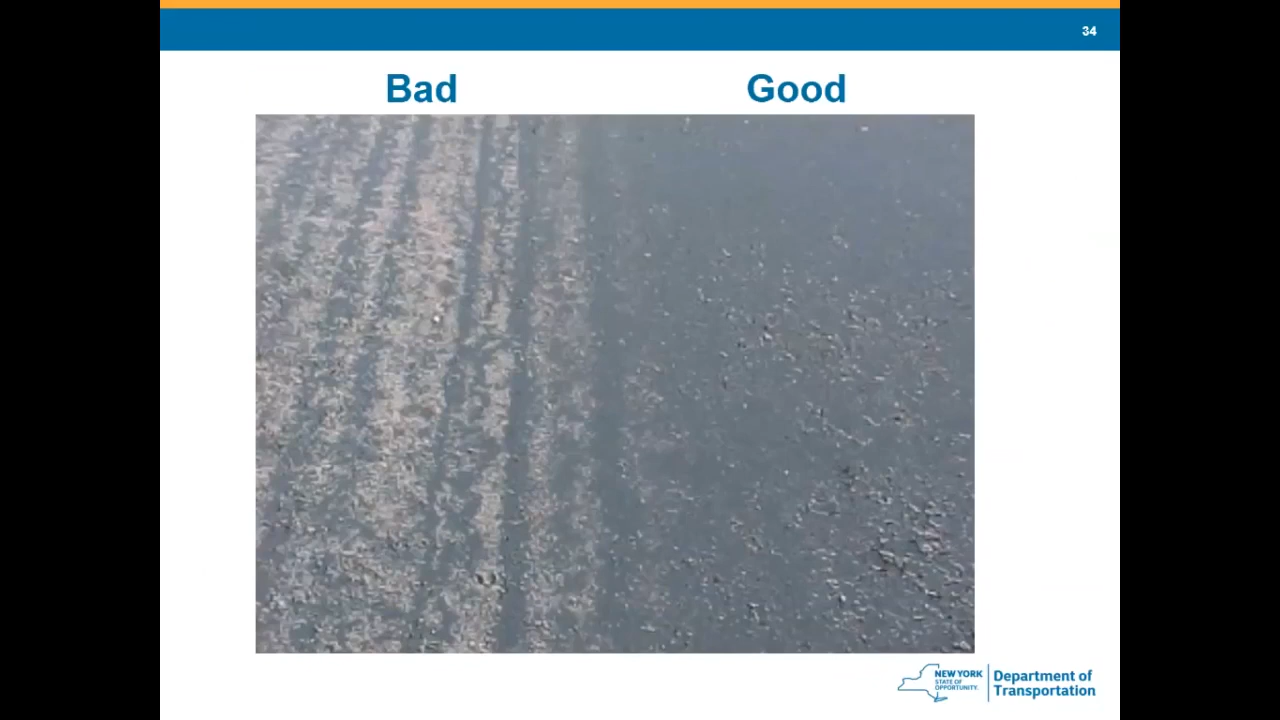 34
Bad Good
NEW YORK
STATE OF
OPPORTUNITY.
Department of
Transportation